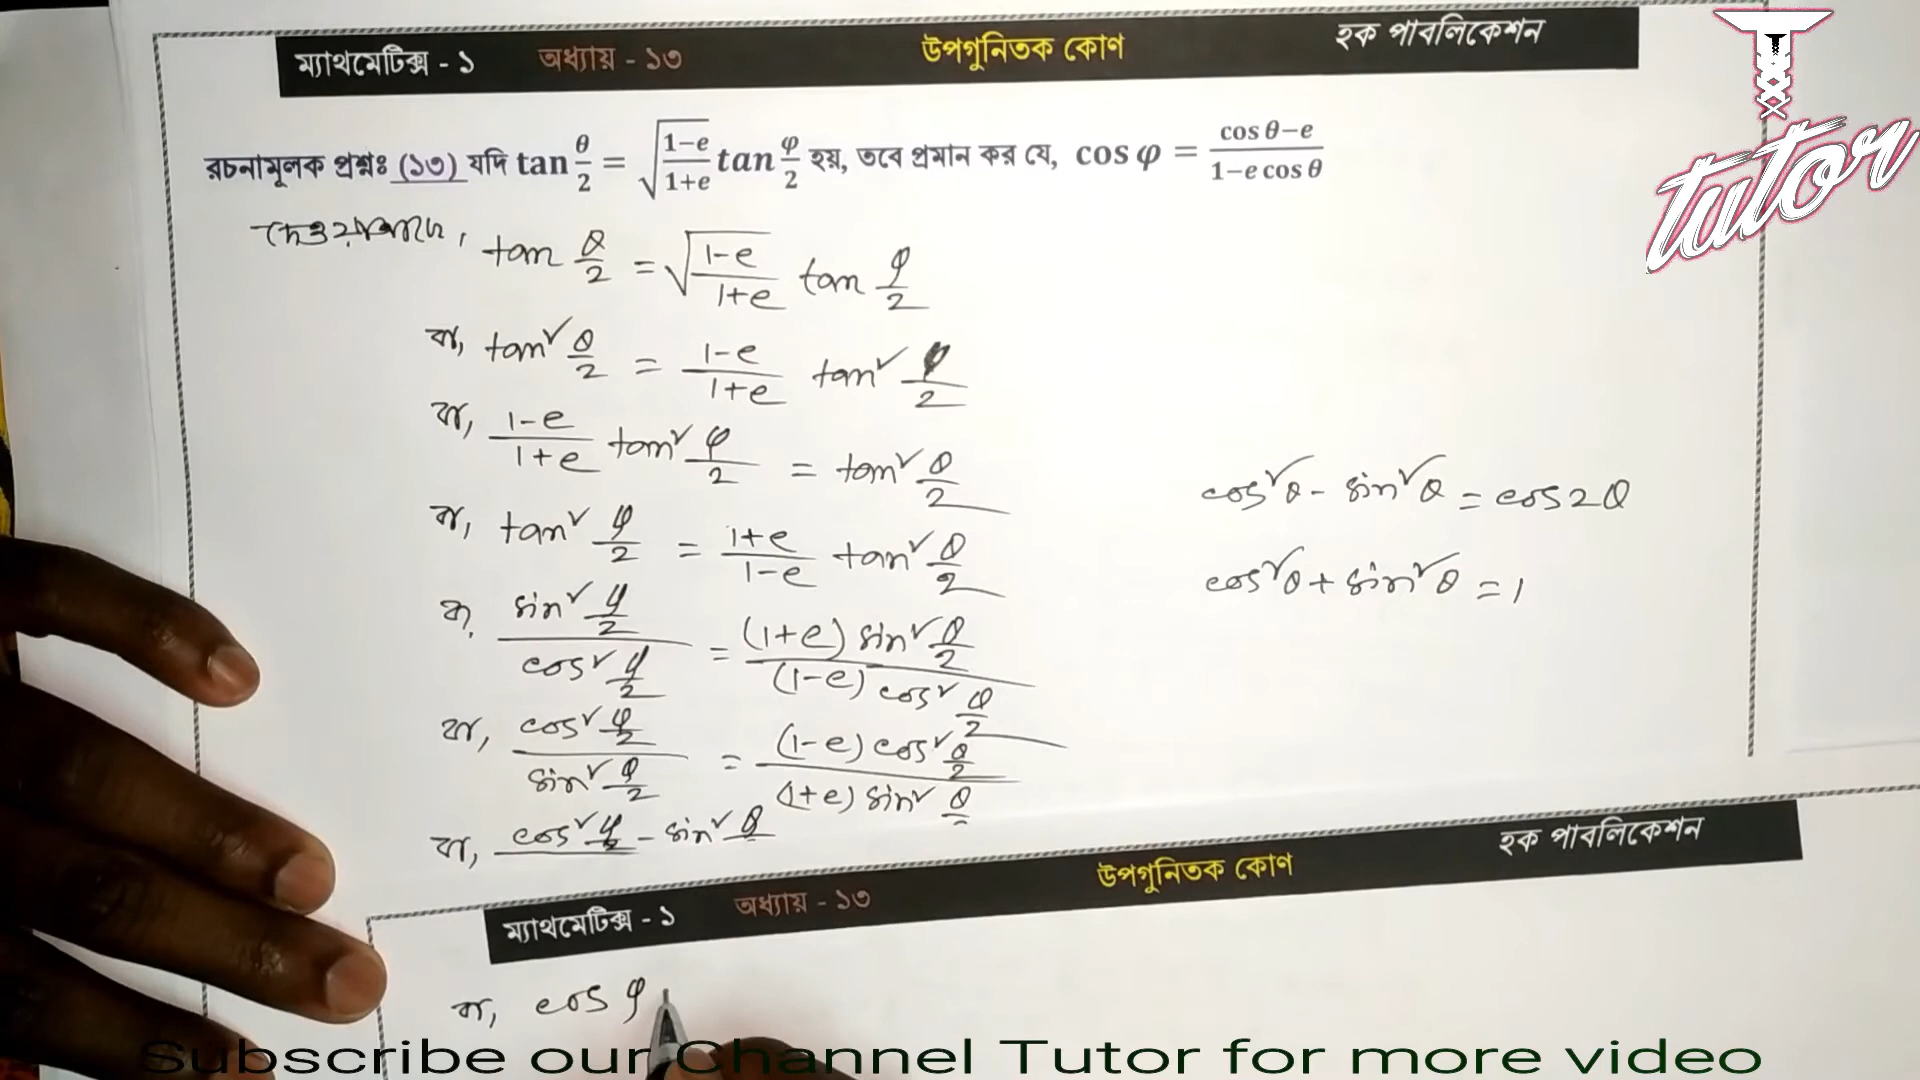 ম্যাথমেটিক্স - ১ অধ্যায় - ১৩ উপগুনিতক কোণ হক পাবলিকেশন
T
tutor
রচনামূলক প্রশ্নঃ (১৩) যদি tan θ/2 = √((1−e)/(1+e)) tan φ/2 হয়, তবে প্রমান কর যে, cos φ = (cos θ−e)/(1−e cos θ)
tan θ/2 = √((1-e)/(1+e)) tan φ/2
বা, tan² θ/2 = (1-e)/(1+e) tan² φ/2
বা, (1-e)/(1+e) tan² φ/2 = tan² θ/2
বা, tan² φ/2 = (1+e)/(1-e) tan² θ/2
বা, (sin² φ/2)/(cos² φ/2) = ((1+e) sin² θ/2)/((1-e) cos² θ/2)
বা, (cos² φ/2)/(sin² φ/2) = ((1-e) cos² θ/2)/((1+e) sin² θ/2)
বা, cos² φ/2 - sin²
cos²θ - sin²θ = cos2θ
cos²θ + sin²θ = 1
ম্যাথমেটিক্স - ১ অধ্যায় - ১৩ উপগুনিতক কোণ হক পাবলিকেশন
বা, cos φ
Subscribe our Channel Tutor for more video